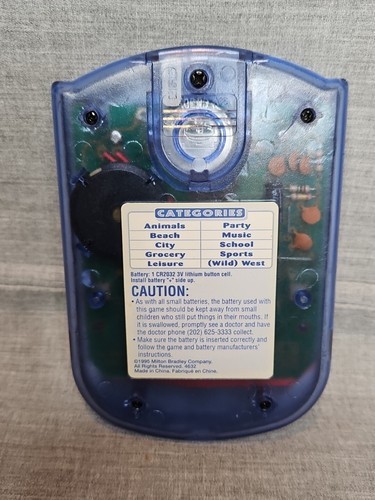 CATEGORIES
Animals Party
Beach Music
City School
Grocery Sports
Leisure (Wild) West
Battery: 1 CR2032 3V lithium button cell.
Install battery "+" side up.
CAUTION:
• As with all small batteries, the battery used with
this game should be kept away from small
children who still put things in their mouths. If
it is swallowed, promptly see a doctor and have
the doctor phone (202) 625-3333 collect.
• Make sure the battery is inserted correctly and
follow the game and battery manufacturers'
instructions.
©1995 Milton Bradley Company.
All Rights Reserved. 4632
Made in China. Fabriqué en China.